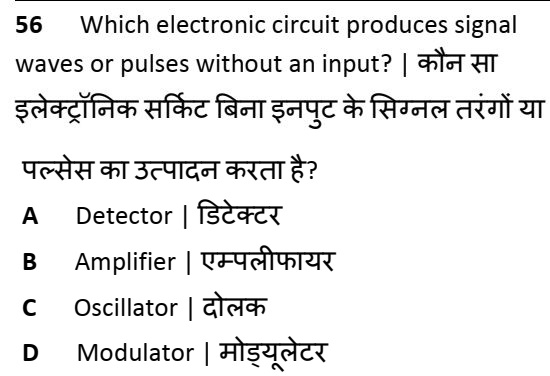 56 Which electronic circuit produces signal
waves or pulses without an input? | कौन सा
इलेक्ट्रॉनिक सर्किट बिना इनपुट के सिग्नल तरंगों या
पल्सेस का उत्पादन करता है?
A Detector | डिटेक्टर
B Amplifier | एम्पलीफायर
C Oscillator | दोलक
D Modulator | मोड्यूलेटर